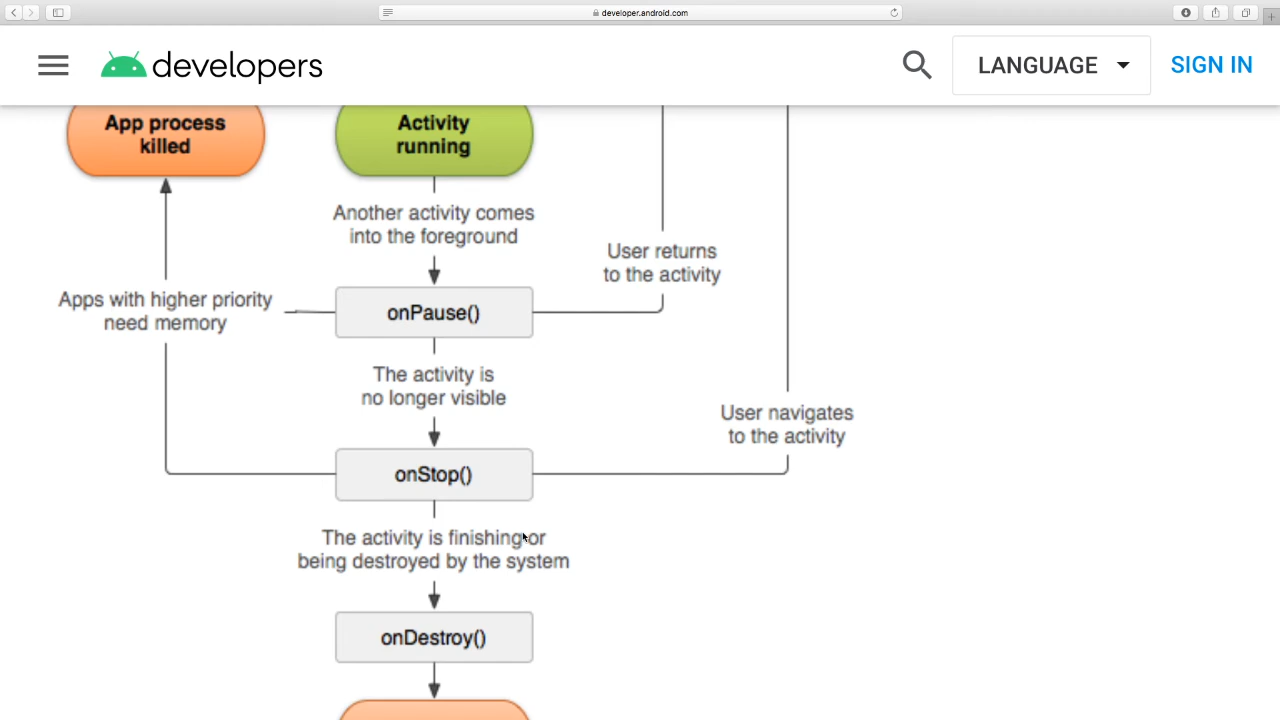 developer.android.com
developers
LANGUAGE
SIGN IN
App process
killed
Activity
running
Another activity comes
into the foreground
User returns
to the activity
Apps with higher priority
need memory
onPause()
The activity is
no longer visible
User navigates
to the activity
onStop()
The activity is finishing or
being destroyed by the system
onDestroy()